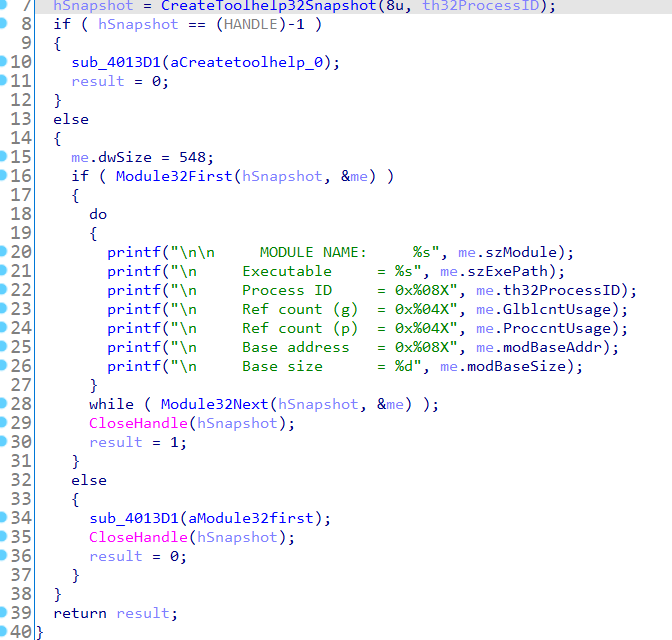 7 hSnapshot = CreateToolhelp32Snapshot(8u, th32ProcessID);
8 if ( hSnapshot == (HANDLE)-1 )
9 {
10 sub_4013D1(aCreatetoolhelp_0);
11 result = 0;
12 }
13 else
14 {
15 me.dwSize = 548;
16 if ( Module32First(hSnapshot, &me) )
17 {
18 do
19 {
20 printf("\n\n     MODULE NAME:     %s", me.szModule);
21 printf("\n     Executable     = %s", me.szExePath);
22 printf("\n     Process ID     = 0x%08X", me.th32ProcessID);
23 printf("\n     Ref count (g)  = 0x%04X", me.GlblcntUsage);
24 printf("\n     Ref count (p)  = 0x%04X", me.ProccntUsage);
25 printf("\n     Base address   = 0x%08X", me.modBaseAddr);
26 printf("\n     Base size      = %d", me.modBaseSize);
27 }
28 while ( Module32Next(hSnapshot, &me) );
29 CloseHandle(hSnapshot);
30 result = 1;
31 }
32 else
33 {
34 sub_4013D1(aModule32first);
35 CloseHandle(hSnapshot);
36 result = 0;
37 }
38 }
39 return result;
40 }